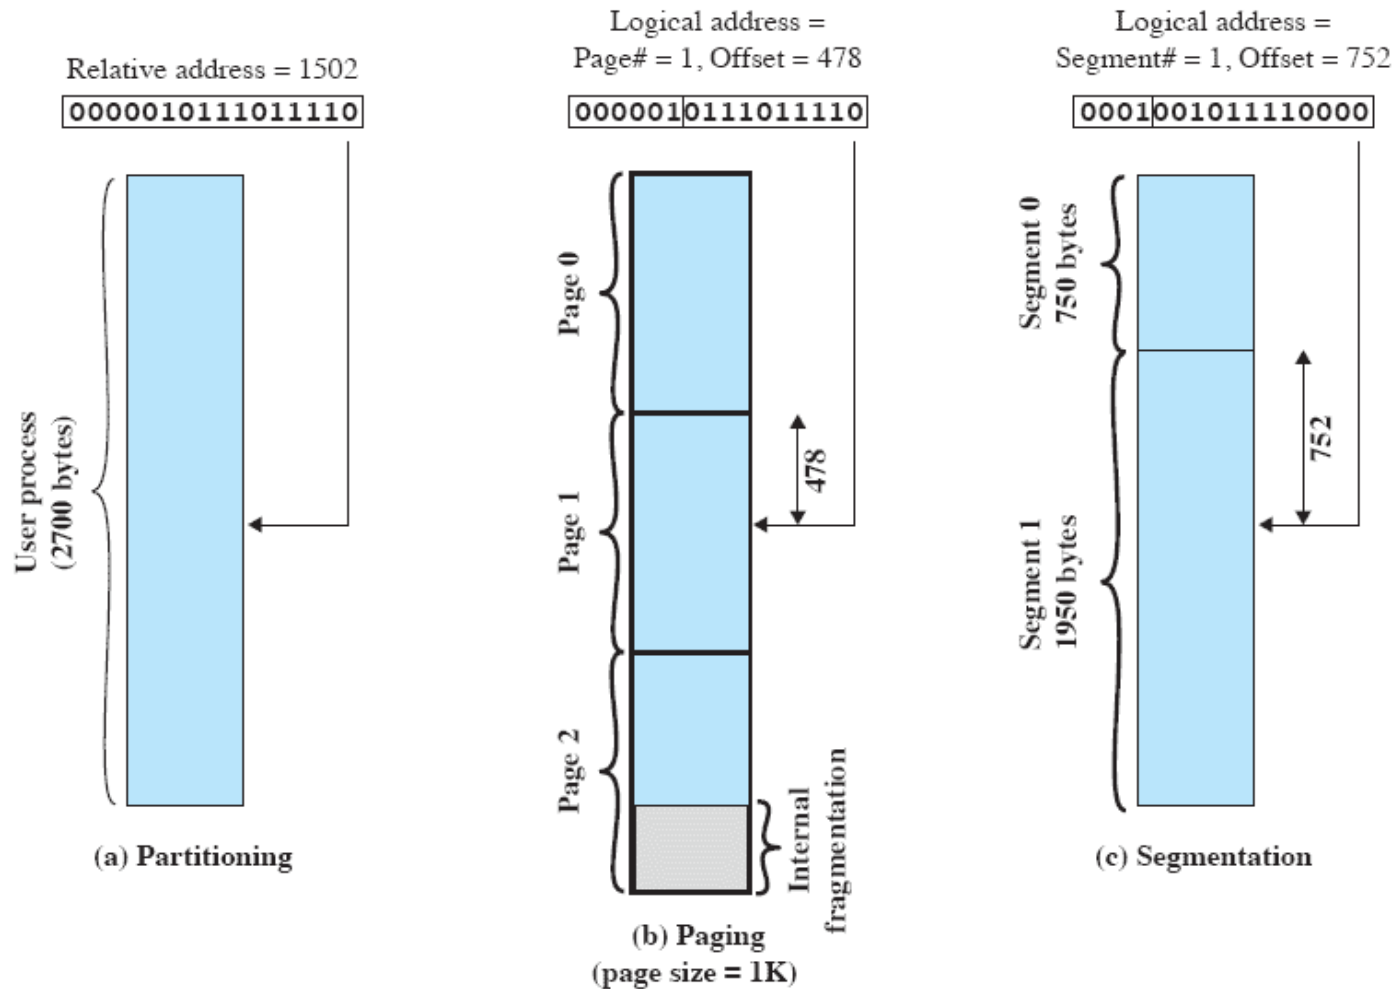 Relative address = 1502
0000010111011110
User process
(2700 bytes)
(a) Partitioning
Logical address =
Page# = 1, Offset = 478
0000010111011110
Page 0
Page 1
Page 2
478
Internal
fragmentation
(b) Paging
(page size = 1K)
Logical address =
Segment# = 1, Offset = 752
0001001011110000
Segment 0
750 bytes
Segment 1
1950 bytes
752
(c) Segmentation